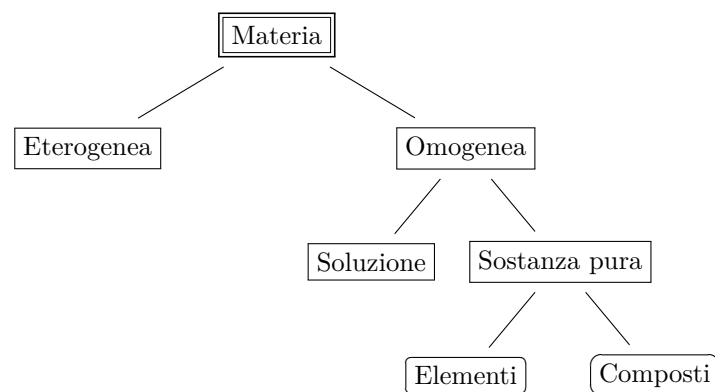 Materia
Eterogenea
Omogenea
Soluzione
Sostanza pura
Elementi
Composti